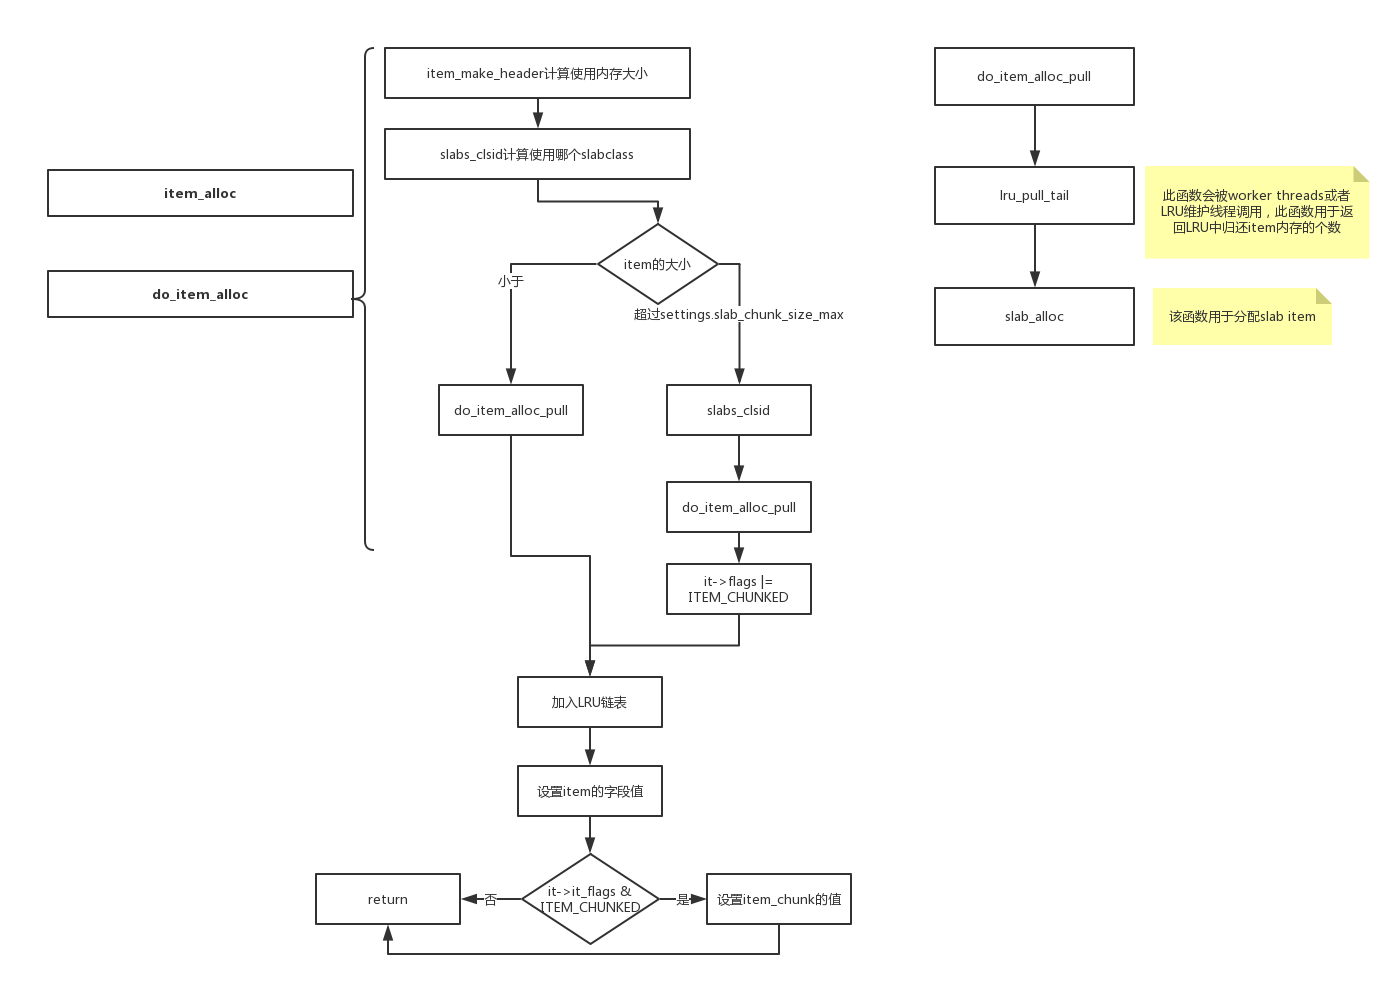 item_alloc
do_item_alloc
item_make_header计算使用内存大小
slabs_clsid计算使用哪个slabclass
item的大小
小于
超过settings.slab_chunk_size_max
do_item_alloc_pull
slabs_clsid
do_item_alloc_pull
it->flags |=
ITEM_CHUNKED
加入LRU链表
设置item的字段值
it->it_flags &
ITEM_CHUNKED
否
是
return
设置item_chunk的值
do_item_alloc_pull
lru_pull_tail
此函数会被worker threads或者
LRU维护线程调用，此函数用于返
回LRU中归还item内存的个数
slab_alloc
该函数用于分配slab item